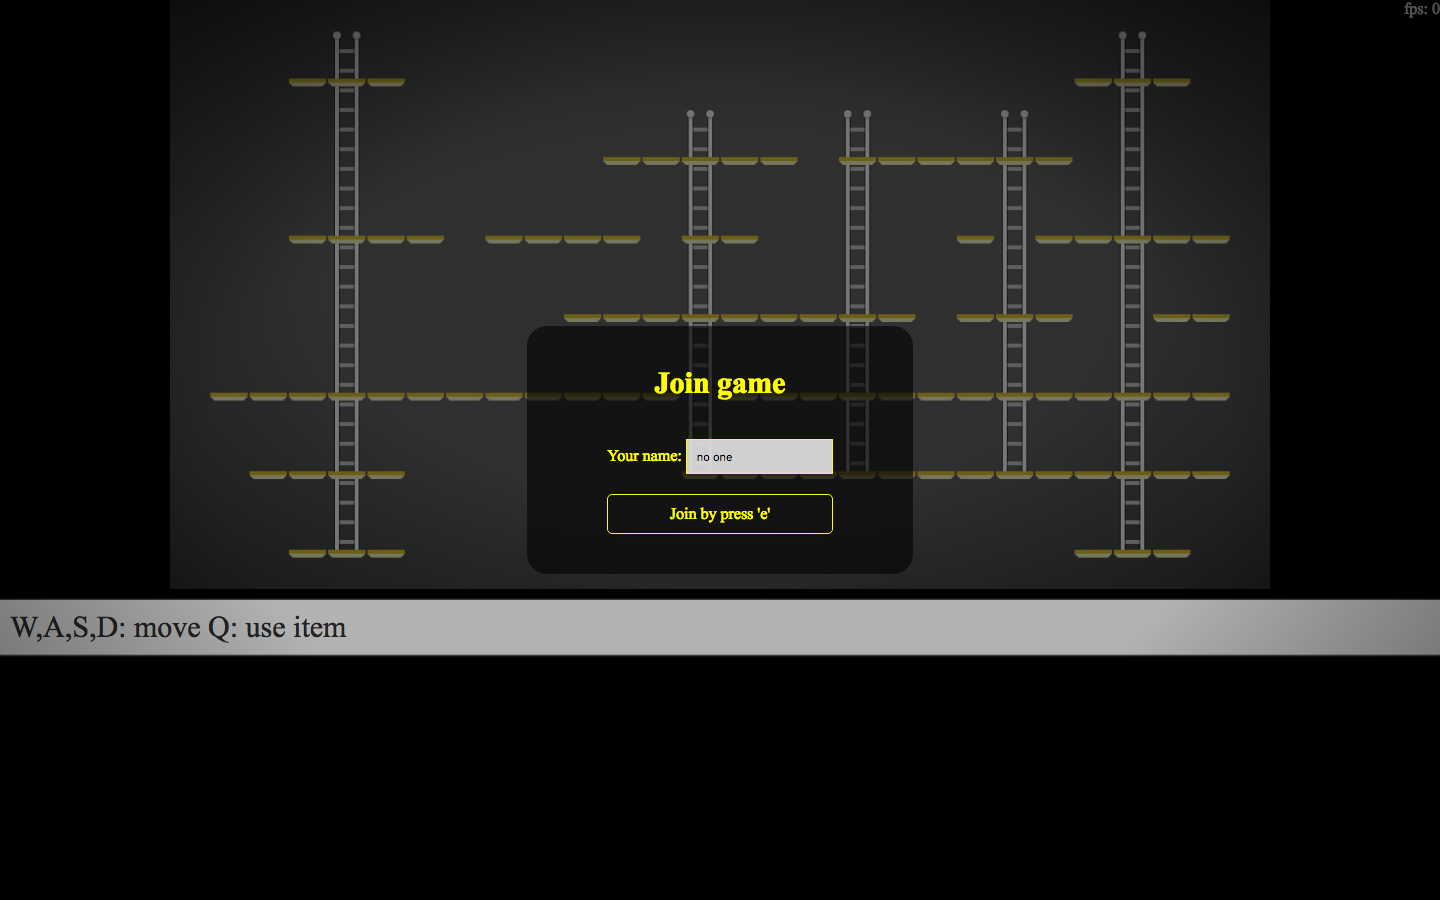 fps: 0
Join game
Your name: no one
Join by press 'e'
W,A,S,D: move Q: use item